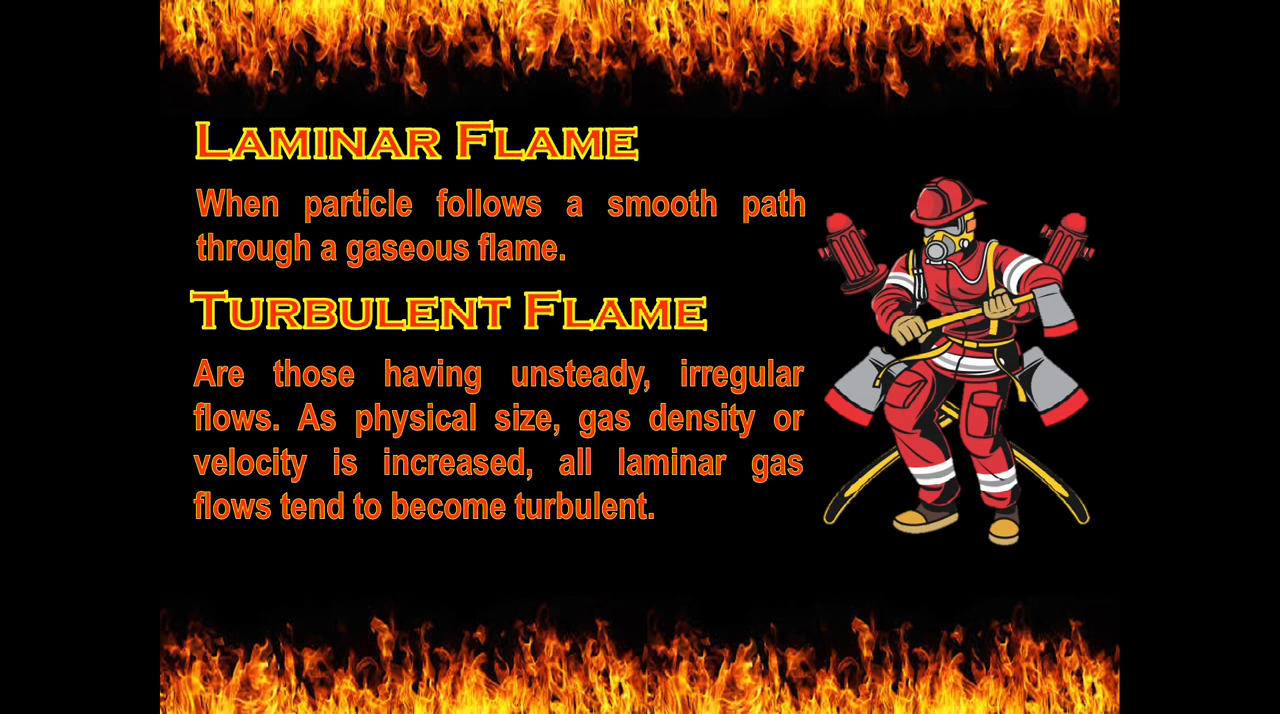 Laminar Flame
When particle follows a smooth path
through a gaseous flame.
Turbulent Flame
Are those having unsteady, irregular
flows. As physical size, gas density or
velocity is increased, all laminar gas
flows tend to become turbulent.